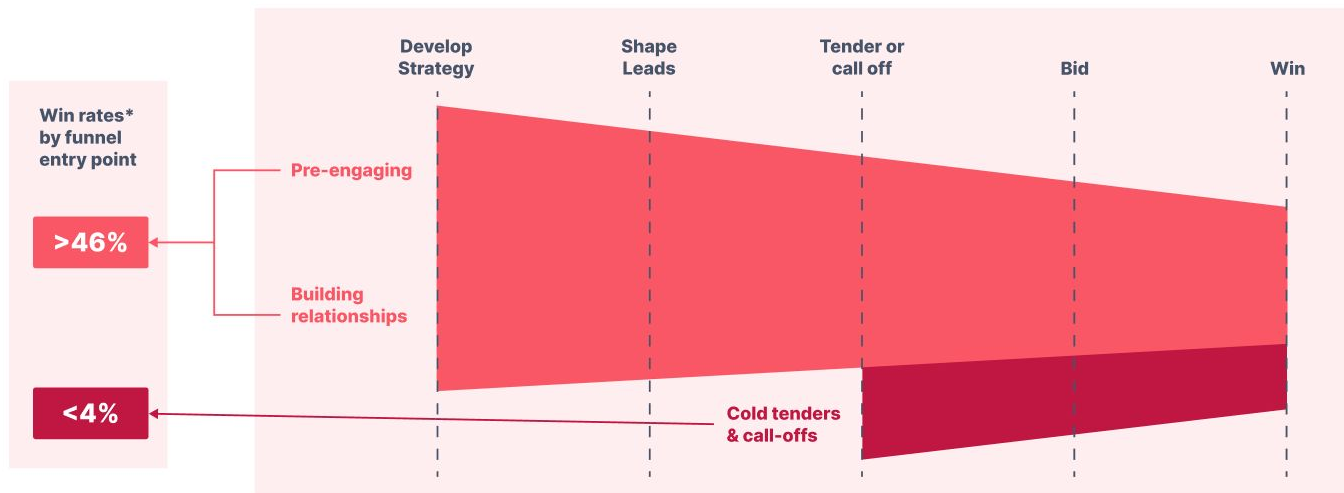 Develop
Strategy
Shape
Leads
Tender or
call off
Bid
Win
Win rates*
by funnel
entry point
Pre-engaging
>46%
Building
relationships
<4%
Cold tenders
& call-offs